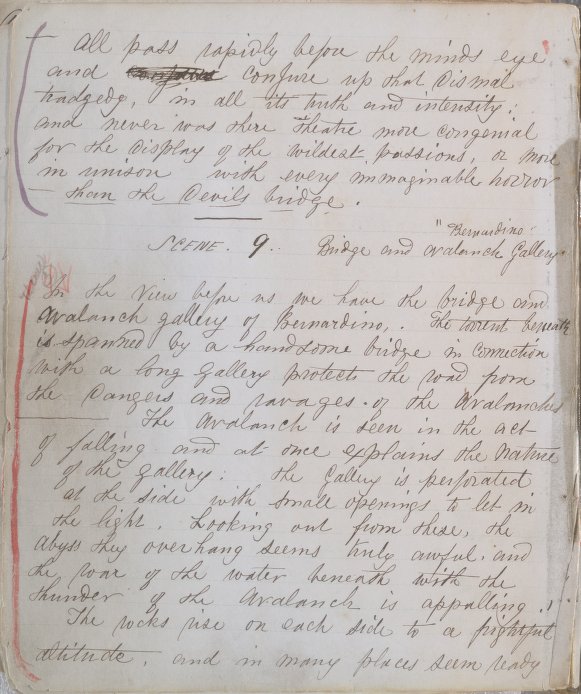 All pass rapidly before the minds eye
and conjure up that dismal
tradgedy, in all its truth and intensity;
and never was there theatre more congenial
for the display of the wildest passions, or more
in unison with every immaginable horror
than the Devils bridge.
"Bernardino"
SCENE. 9. Bridge and avalanch Gallery
In the view before us we have the bridge and
avalanch gallery of Bernardino,. The torrent beneath
is spanned by a handsome bridge in connection
with a long gallery protects the road from
the dangers and ravages of the Avalanches
The Avalanch is seen in the act
of falling and at once explains the nature
of the gallery: the Gallery is perforated
at the side with small openings to let in
the light. Looking out from these, the
abyss they overhang seems truly awful; and
the roar of the water beneath with the
thunder of the Avalanch is appalling.
The rocks rise on each side to a frightful
altitude, and in many places seem ready